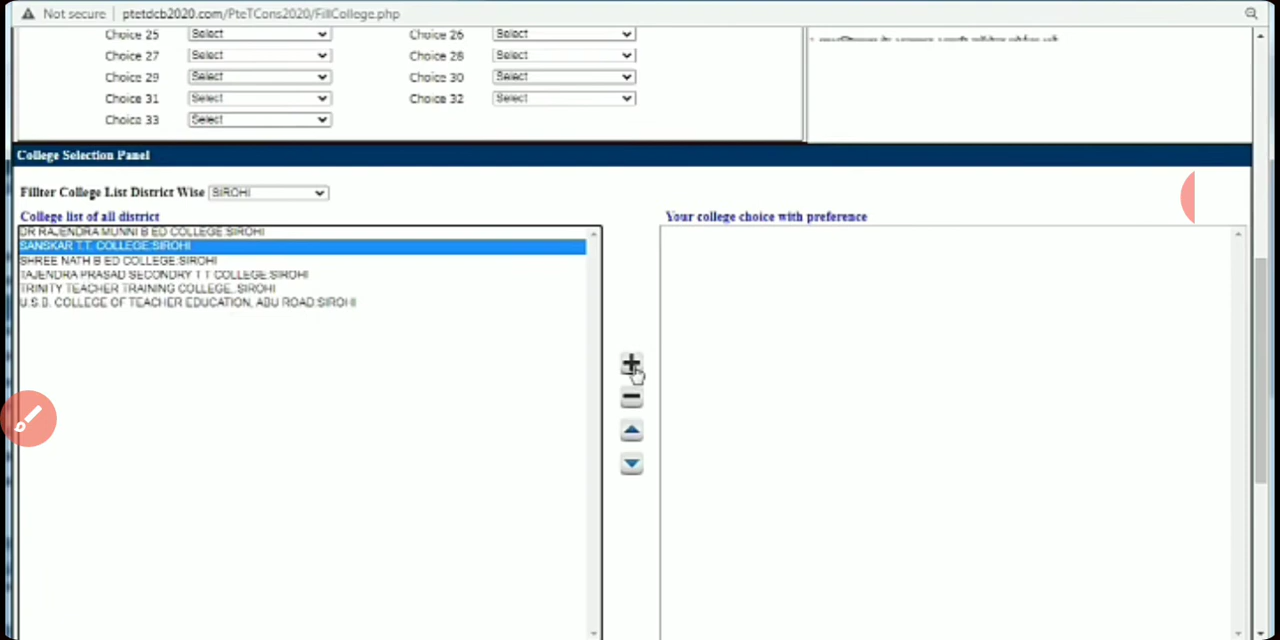 Not secure | ptetdcb2020.com/PteTCons2020/FillCollege.php
Choice 25 Select Choice 26 Select
Choice 27 Select Choice 28 Select
Choice 29 Select Choice 30 Select
Choice 31 Select Choice 32 Select
Choice 33 Select
College Selection Panel
Fillter College List District Wise SIROHI
College list of all district
Your college choice with preference
DR RAJENDRA MUNNI B ED COLLEGE:SIROHI
SANSKAR T.T. COLLEGE:SIROHI
SHREE NATH B ED COLLEGE:SIROHI
TAJENDRA PRASAD SECONDRY T T COLLEGE:SIROHI
TRINITY TEACHER TRAINING COLLEGE, :SIROHI
U.S.B. COLLEGE OF TEACHER EDUCATION, ABU ROAD:SIROHI